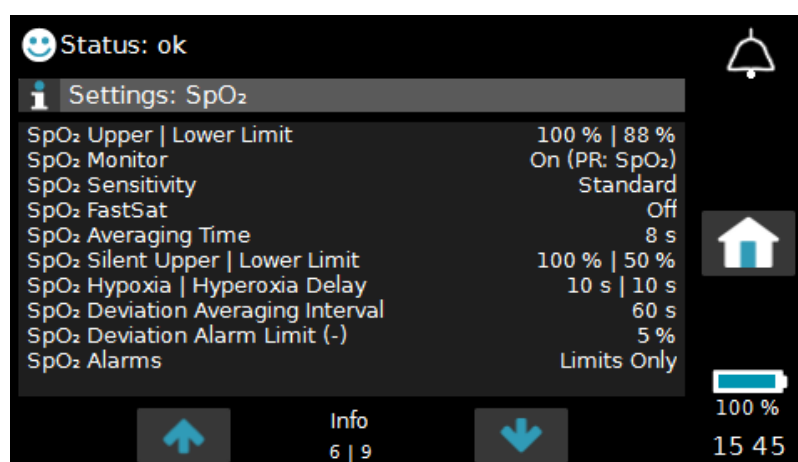 Status: ok
Settings: SpO₂
SpO₂ Upper | Lower Limit 100 % | 88 %
SpO₂ Monitor On (PR: SpO₂)
SpO₂ Sensitivity Standard
SpO₂ FastSat Off
SpO₂ Averaging Time 8 s
SpO₂ Silent Upper | Lower Limit 100 % | 50 %
SpO₂ Hypoxia | Hyperoxia Delay 10 s | 10 s
SpO₂ Deviation Averaging Interval 60 s
SpO₂ Deviation Alarm Limit (-) 5 %
SpO₂ Alarms Limits Only
Info
6 | 9
100 %
15 45